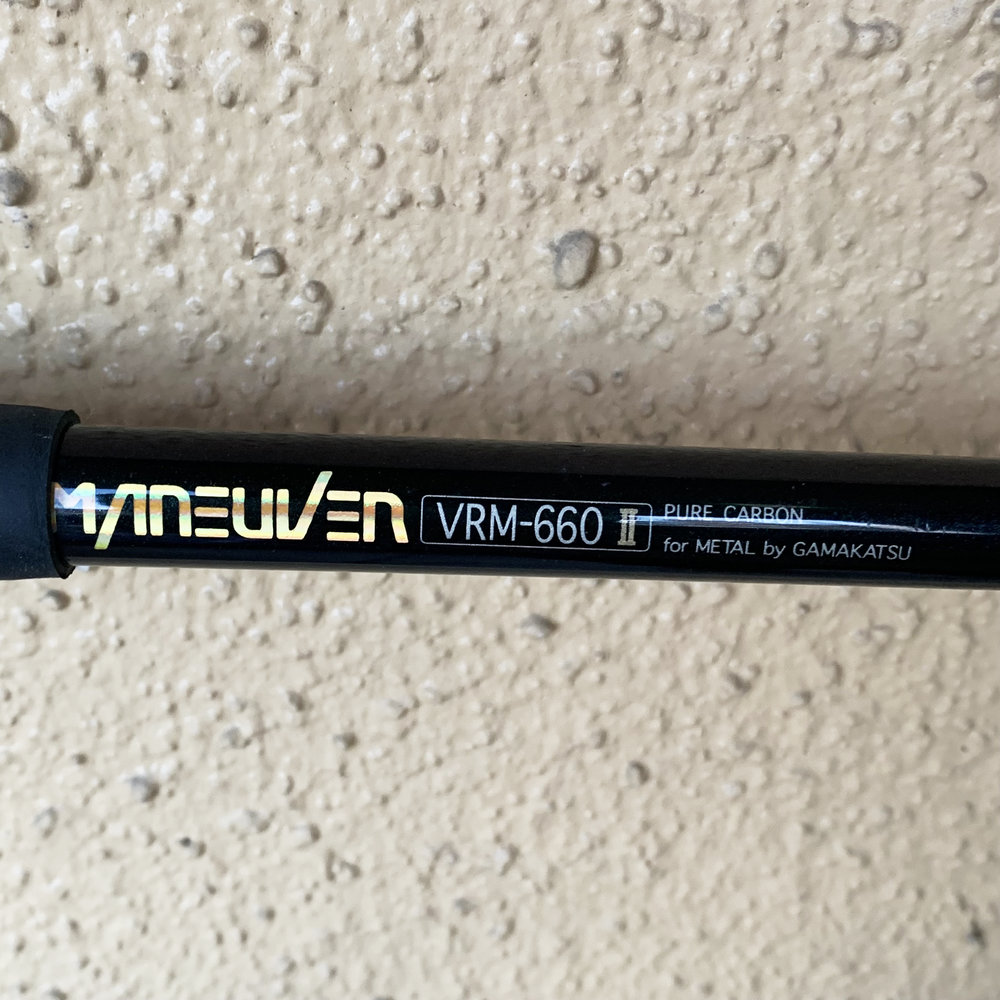 MANEUVER VRM-660 II
PURE CARBON
for METAL by GAMAKATSU